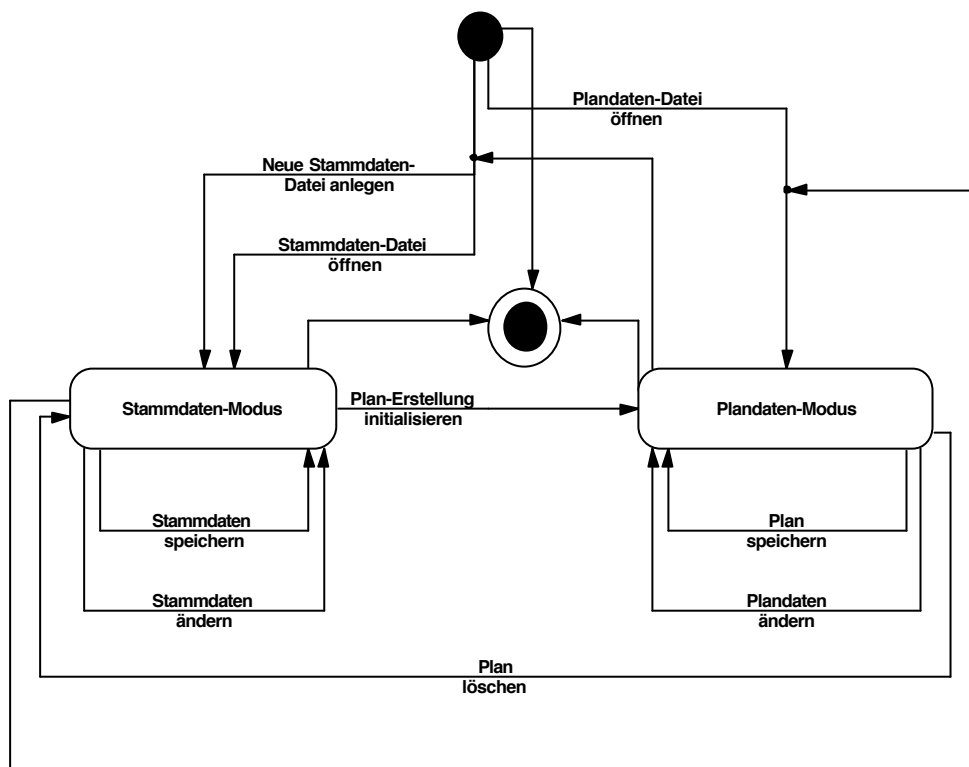 Plandaten-Datei
öffnen
Neue Stammdaten-
Datei anlegen
Stammdaten-Datei
öffnen
Stammdaten-Modus
Plan-Erstellung
initialisieren
Plandaten-Modus
Stammdaten
speichern
Plan
speichern
Stammdaten
ändern
Plandaten
ändern
Plan
löschen